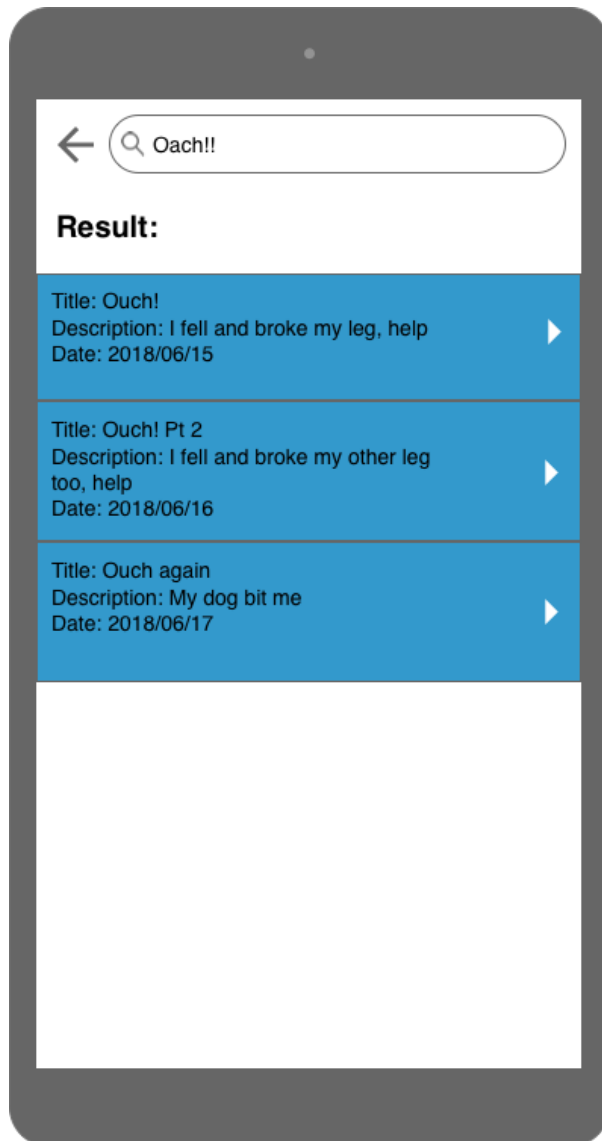 Oach!!
Result:
Title: Ouch!
Description: I fell and broke my leg, help
Date: 2018/06/15
Title: Ouch! Pt 2
Description: I fell and broke my other leg
too, help
Date: 2018/06/16
Title: Ouch again
Description: My dog bit me
Date: 2018/06/17